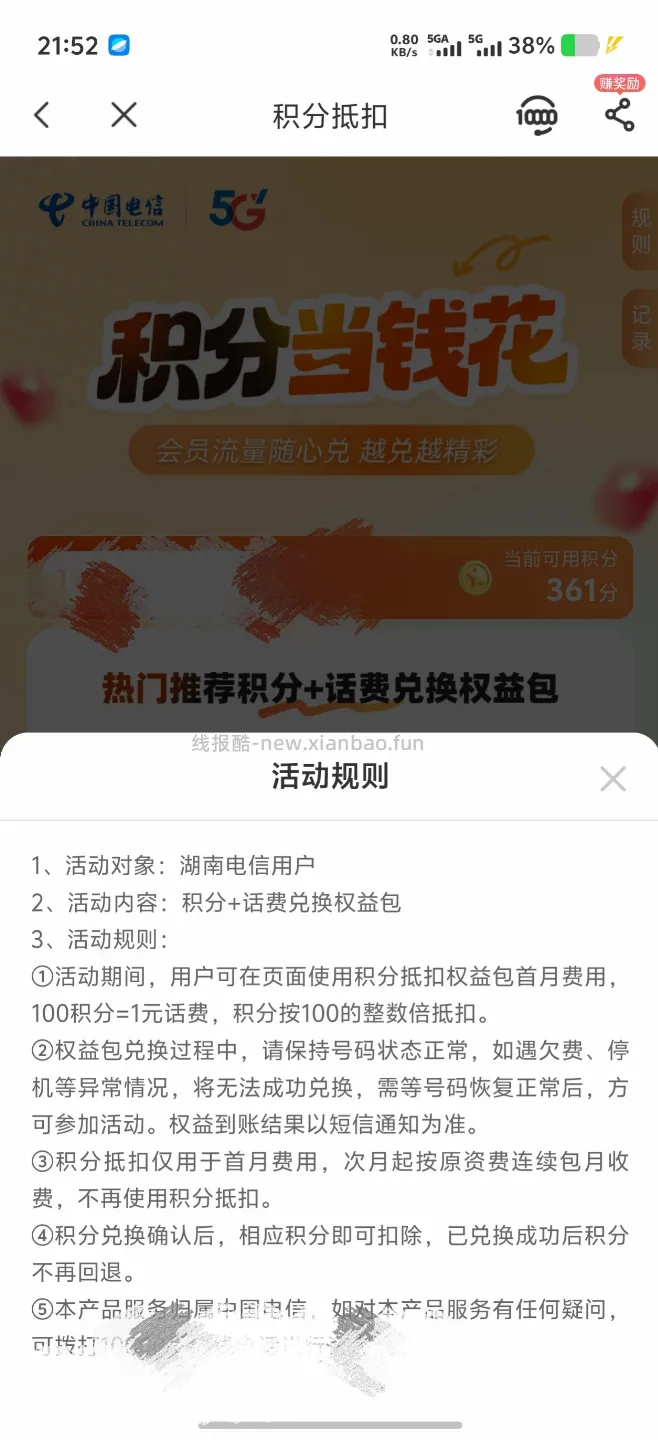 21:52
0.80 KB/s 5GA 5G 38%
赚奖励
积分抵扣
10000
中国电信 CHINA TELECOM 5G
规则
记录
积分当钱花
会员流量随心兑 越兑越精彩
当前可用积分
361分
热门推荐积分+话费兑换权益包
线报酷-new.xianbao.fun
活动规则
1、活动对象：湖南电信用户
2、活动内容：积分+话费兑换权益包
3、活动规则：
①活动期间，用户可在页面使用积分抵扣权益包首月费用，
100积分=1元话费，积分按100的整数倍抵扣。
②权益包兑换过程中，请保持号码状态正常，如遇欠费、停
机等异常情况，将无法成功兑换，需等号码恢复正常后，方
可参加活动。权益到账结果以短信通知为准。
③积分抵扣仅用于首月费用，次月起按原资费连续包月收
费，不再使用积分抵扣。
④积分兑换确认后，相应积分即可扣除，已兑换成功后积分
不再回退。
⑤本产品服务归属中国电信，如对本产品服务有任何疑问，
可拨打10